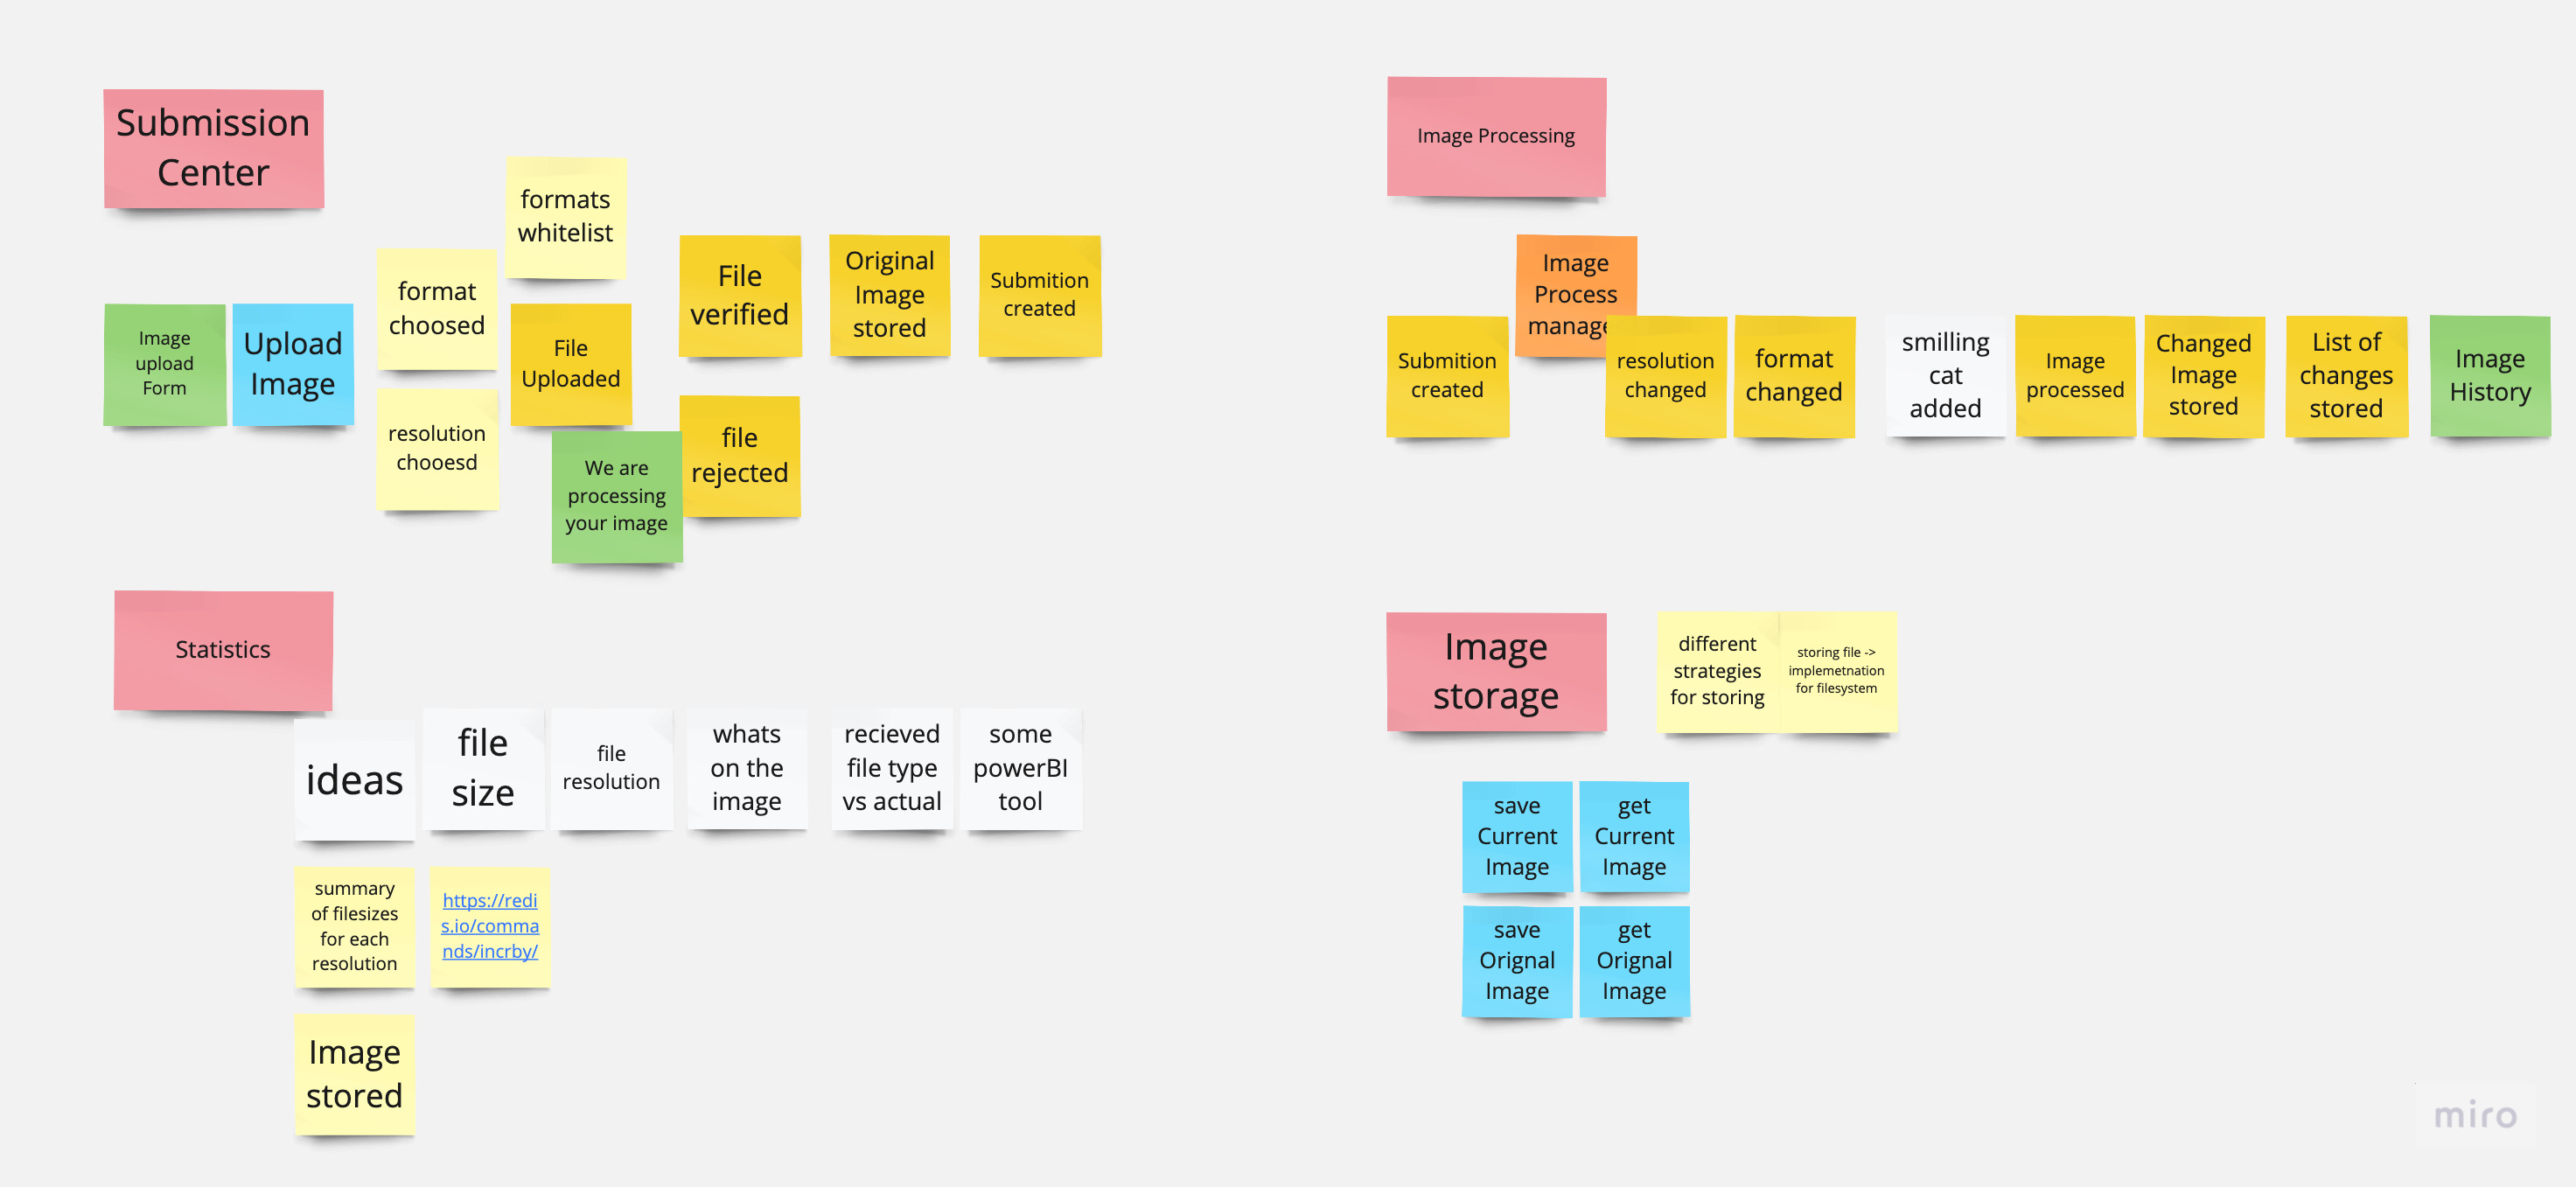 Submission
Center
formats
whitelist
format
choosed
File
verified
Original
Image
stored
Submition
created
Image
upload
Form
Upload
Image
File
Uploaded
resolution
chooesd
We are
processing
your image
file
rejected
Image Processing
Image
Process
manage
Submition
created
resolution
changed
format
changed
smilling
cat
added
Image
processed
Changed
Image
stored
List of
changes
stored
Image
History
Statistics
ideas
file
size
file
resolution
whats
on the
image
recieved
file type
vs actual
some
powerBI
tool
summary
of filesizes
for each
resolution
https://redi
s.io/comma
nds/incrby/
Image
stored
Image
storage
different
strategies
for storing
storing file ->
implemetnation
for filesystem
save
Current
Image
get
Current
Image
save
Orignal
Image
get
Orignal
Image
miro